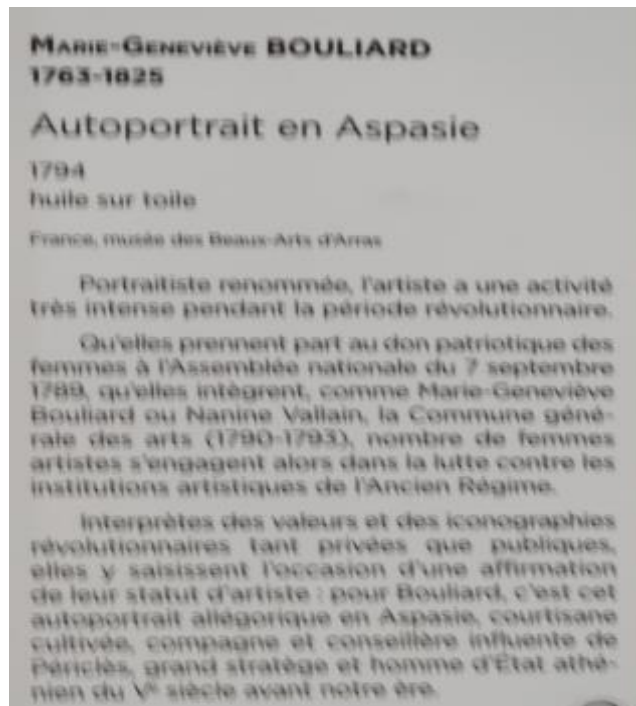 Marie-Geneviève BOULIARD
1763-1825
Autoportrait en Aspasie
1794
huile sur toile
France, musée des Beaux-Arts d'Arras
Portraitiste renommée, l'artiste a une activité
très intense pendant la période révolutionnaire.
Qu'elles prennent part au don patriotique des
femmes à l'Assemblée nationale du 7 septembre
1789, qu'elles intègrent, comme Marie-Geneviève
Bouliard ou Nanine Vallain, la Commune géné-
rale des arts (1790-1793), nombre de femmes
artistes s'engagent alors dans la lutte contre les
institutions artistiques de l'Ancien Régime.
Interprètes des valeurs et des iconographies
révolutionnaires tant privées que publiques,
elles y saisissent l'occasion d'une affirmation
de leur statut d'artiste : pour Bouliard, c'est cet
autoportrait allégorique en Aspasie, courtisane
cultivée, compagne et conseillère influente de
Périclès, grand stratège et homme d'État athé-
nien du Ve siècle avant notre ère.